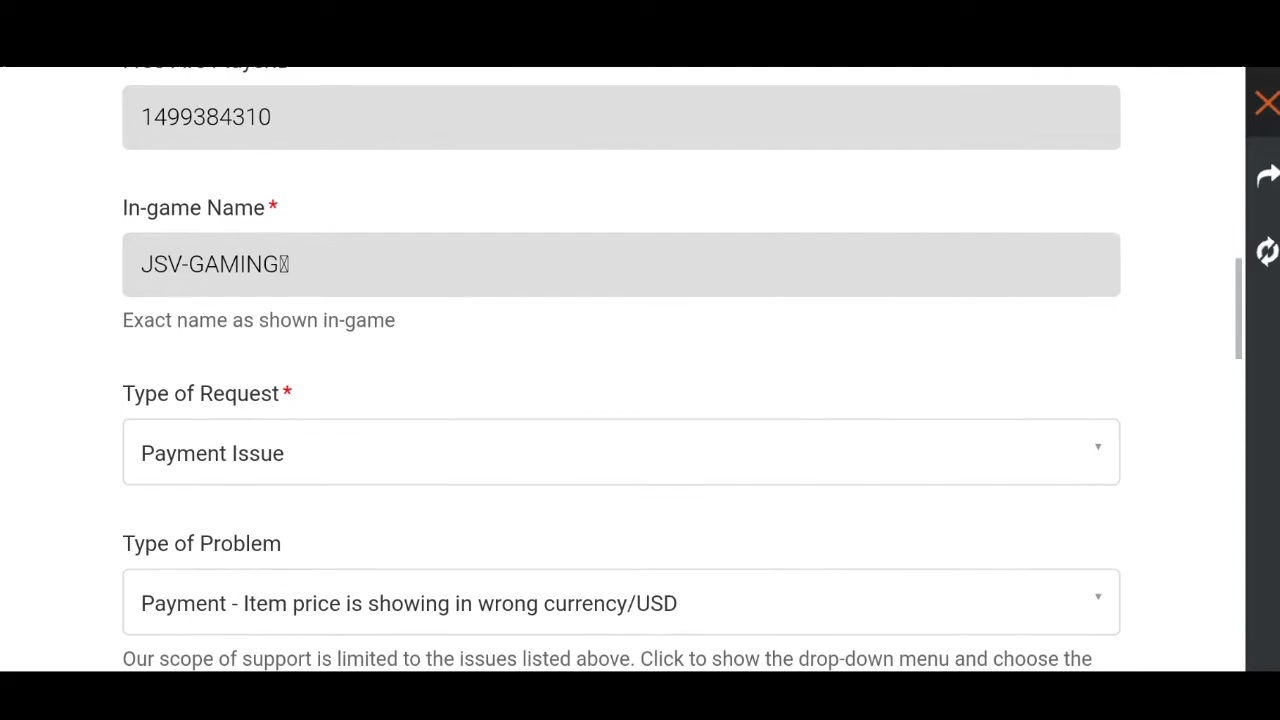 1499384310
In-game Name*
JSV-GAMING
Exact name as shown in-game
Type of Request*
Payment Issue
Type of Problem
Payment - Item price is showing in wrong currency/USD
Our scope of support is limited to the issues listed above. Click to show the drop-down menu and choose the